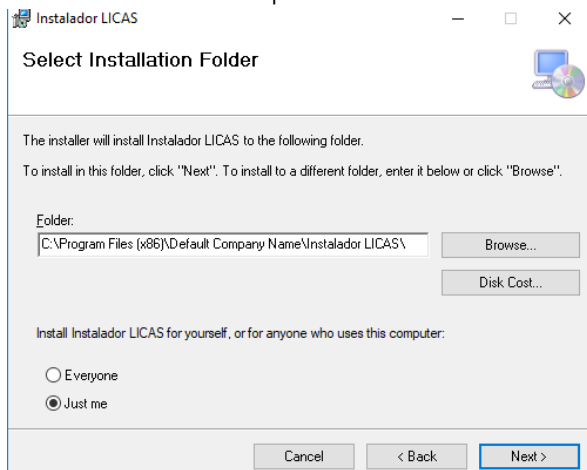 Instalador LICAS
Select Installation Folder
The installer will install Instalador LICAS to the following folder.
To install in this folder, click "Next". To install to a different folder, enter it below or click "Browse".
Folder:
C:\Program Files (x86)\Default Company Name\Instalador LICAS\
Browse...
Disk Cost...
Install Instalador LICAS for yourself, or for anyone who uses this computer:
Everyone
Just me
Cancel < Back Next >